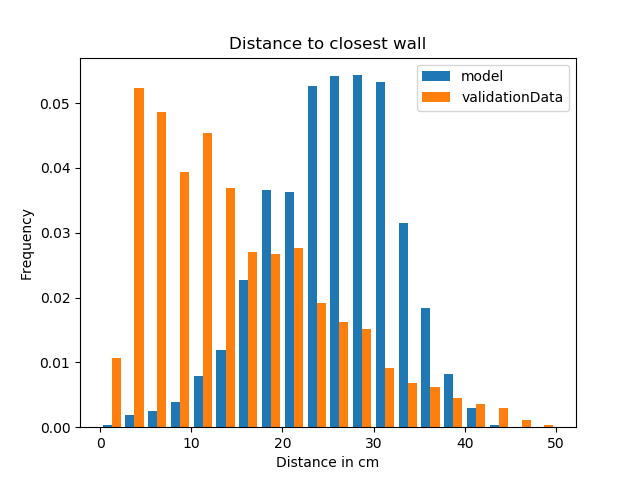 Distance to closest wall
model
validationData
Frequency
0.05
0.04
0.03
0.02
0.01
0.00
0 10 20 30 40 50
Distance in cm